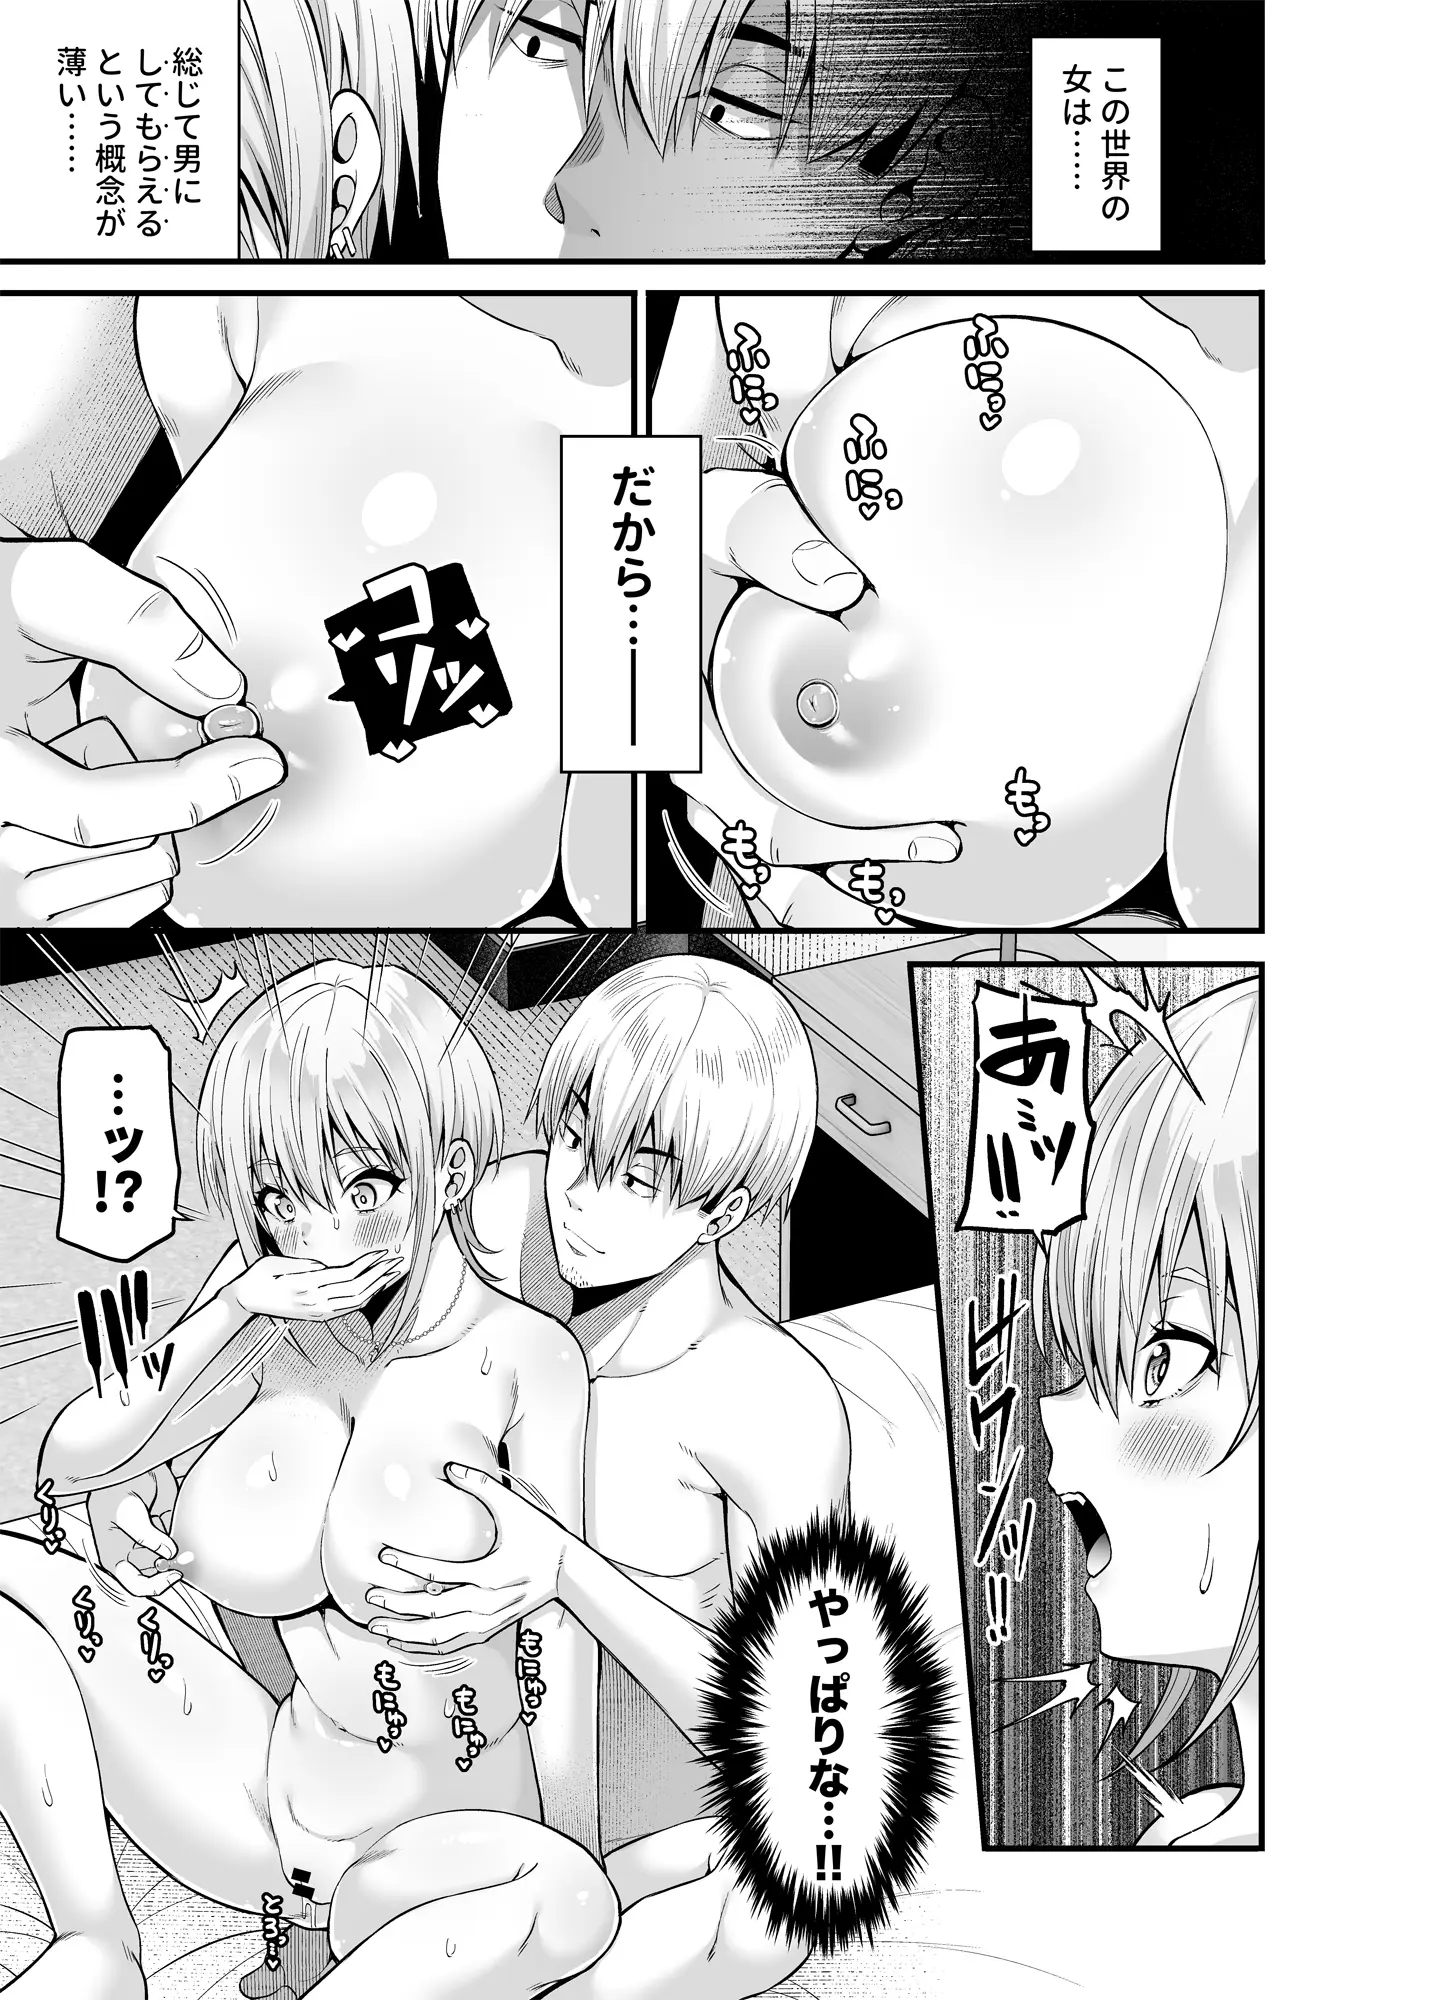 この世界の
女は……
総じて男に
してもらえる
という概念が
薄い……
ふにっ♡
ふにっ♡
ふにっ♡
もっ♡
もっ♡
もっ♡
だから…――
コリッ
あ…ッ!!
ビクンッ!!
…ッ
!?
バッ
やっぱりな…!!
くりっ♡
くりっ♡
くりっ♡
もにゅっ♡
もにゅっ♡
もにゅっ♡
とろっ…♡